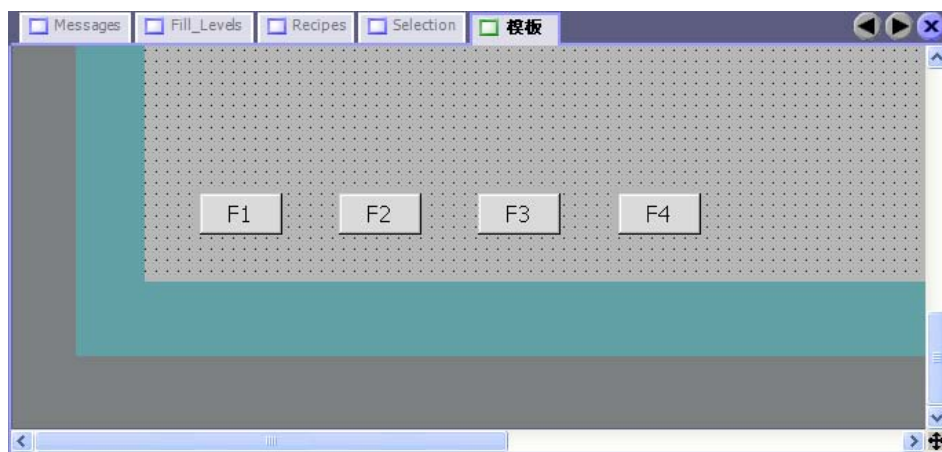 Messages Fill_Levels Recipes Selection 模板
F1 F2 F3 F4